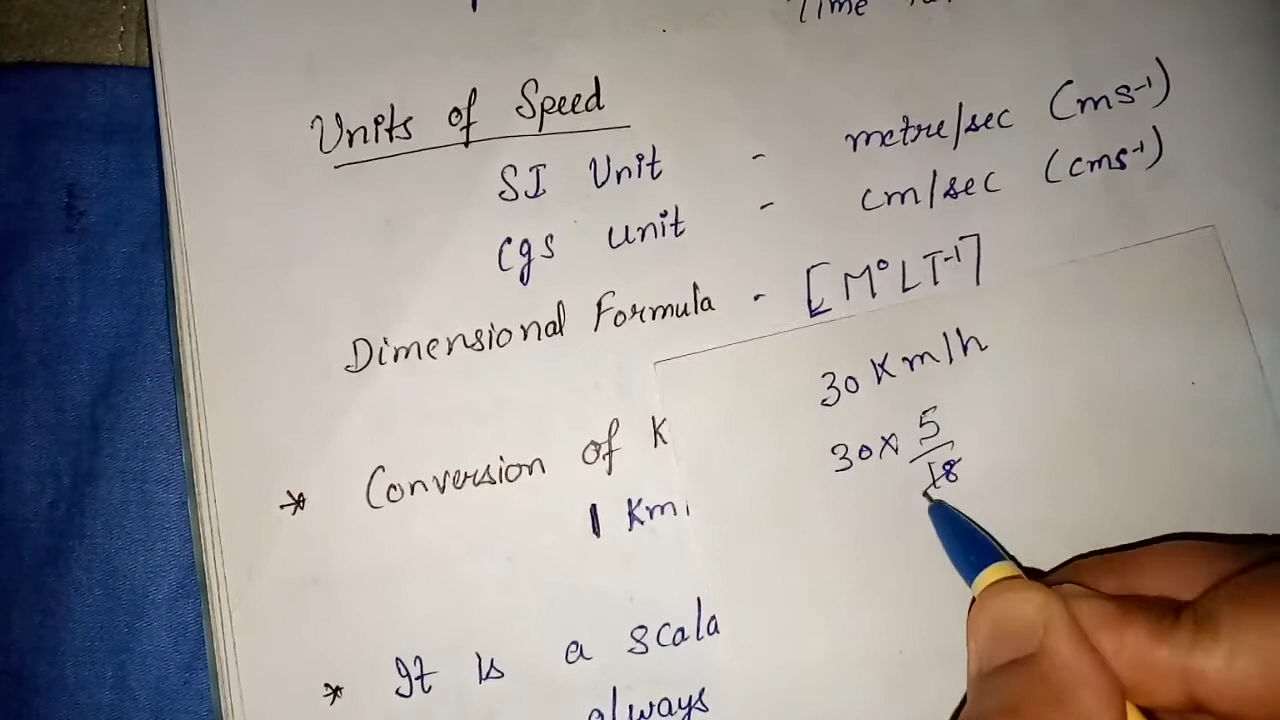 Time
Units of Speed
SI Unit - metre/sec (ms⁻¹)
cgs unit - cm/sec (cms⁻¹)
Dimensional Formula - [M⁰LT⁻¹]
30 Km/h
30 × 5/18
* Conversion of K
1 Km
* It is a scala
always